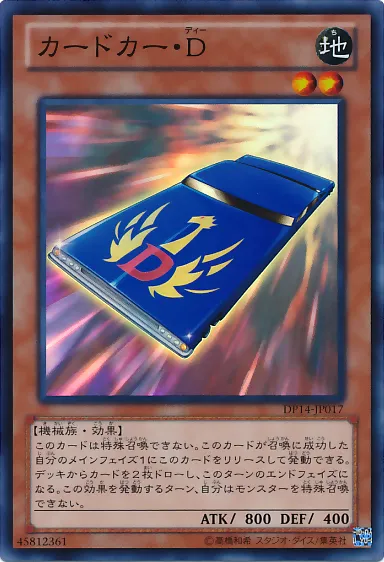 ディー
カードカー・D
ち
地
D
DP14-JP017
【機械族・効果】
このカードは特殊召喚できない。このカードが召喚に成功した
自分のメインフェイズ1にこのカードをリリースして発動できる。
デッキからカードを2枚ドローし、このターンのエンドフェイズに
なる。この効果を発動するターン、自分はモンスターを特殊召喚
できない。
ATK/ 800 DEF/ 400
45812361
©高橋和希 スタジオ・ダイス/集英社